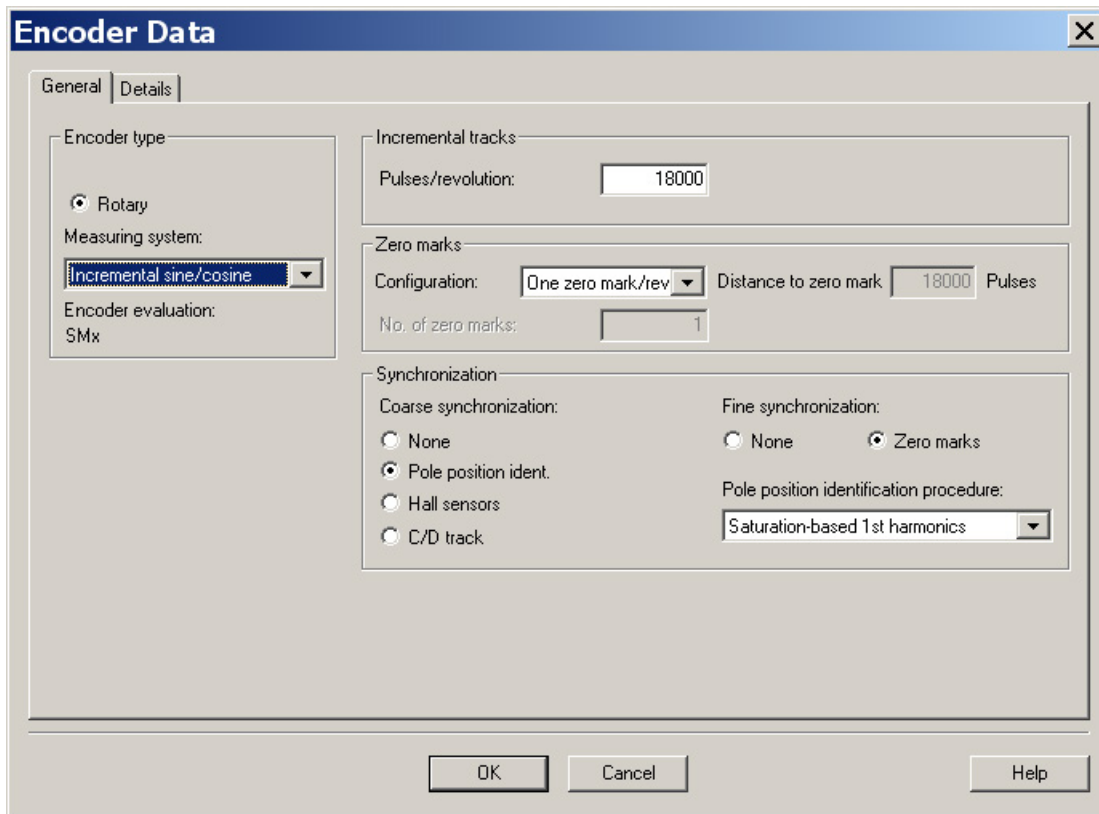 Encoder Data
General Details
Encoder type
Rotary
Measuring system:
Incremental sine/cosine
Encoder evaluation:
SMx
Incremental tracks
Pulses/revolution: 18000
Zero marks
Configuration: One zero mark/rev Distance to zero mark 18000 Pulses
No. of zero marks: 1
Synchronization
Coarse synchronization:
None
Pole position ident.
Hall sensors
C/D track
Fine synchronization:
None Zero marks
Pole position identification procedure:
Saturation-based 1st harmonics
OK Cancel Help